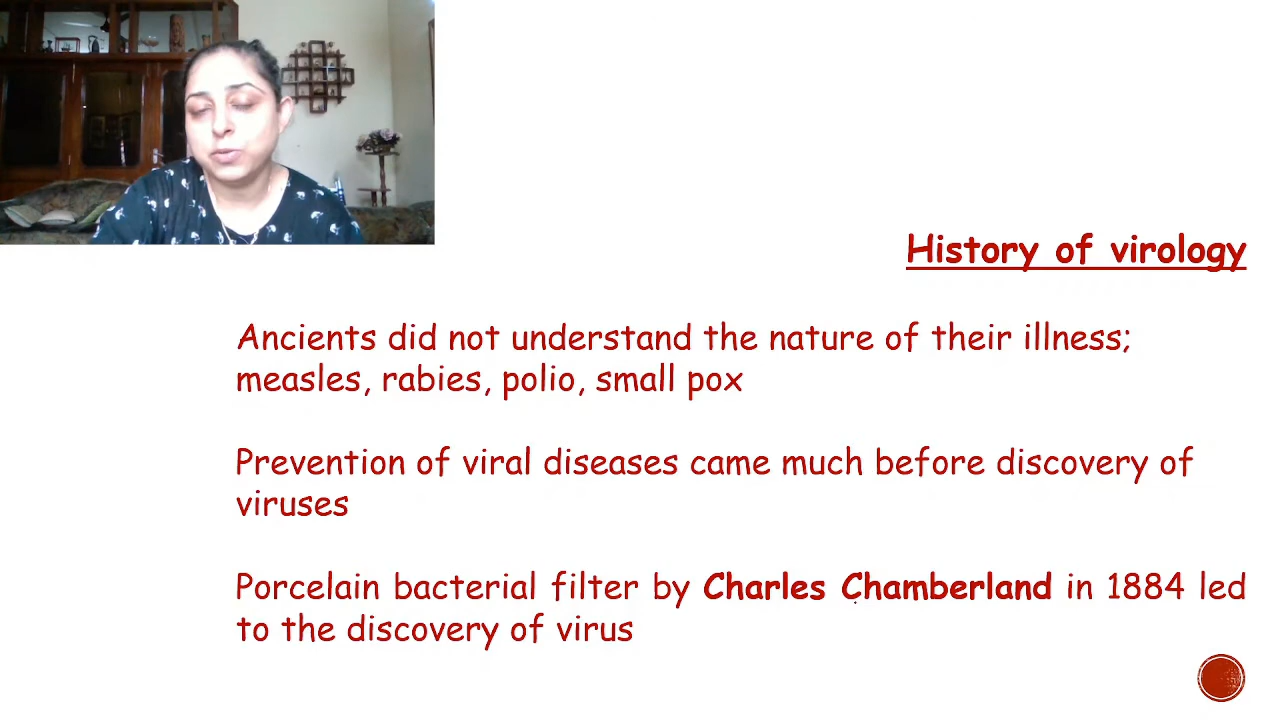 History of virology
Ancients did not understand the nature of their illness;
measles, rabies, polio, small pox
Prevention of viral diseases came much before discovery of
viruses
Porcelain bacterial filter by Charles Chamberland in 1884 led
to the discovery of virus